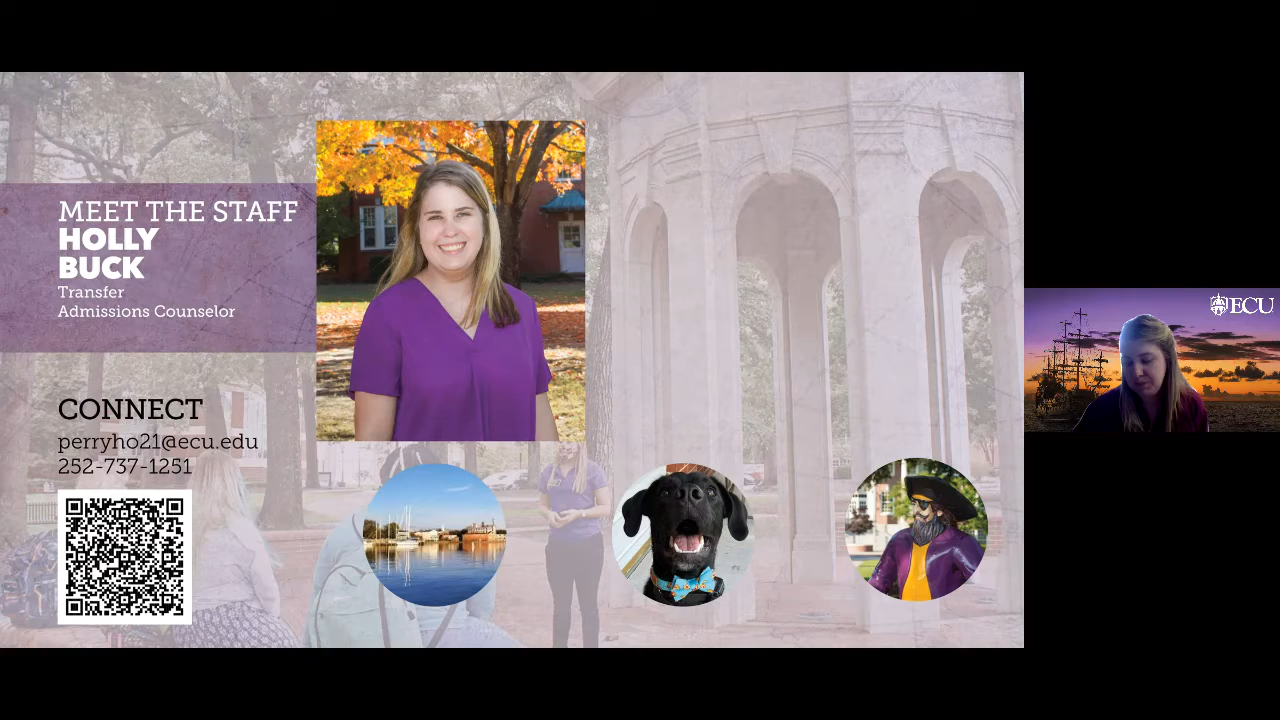 MEET THE STAFF
HOLLY
BUCK
Transfer
Admissions Counselor
CONNECT
perryho21@ecu.edu
252-737-1251
ECU